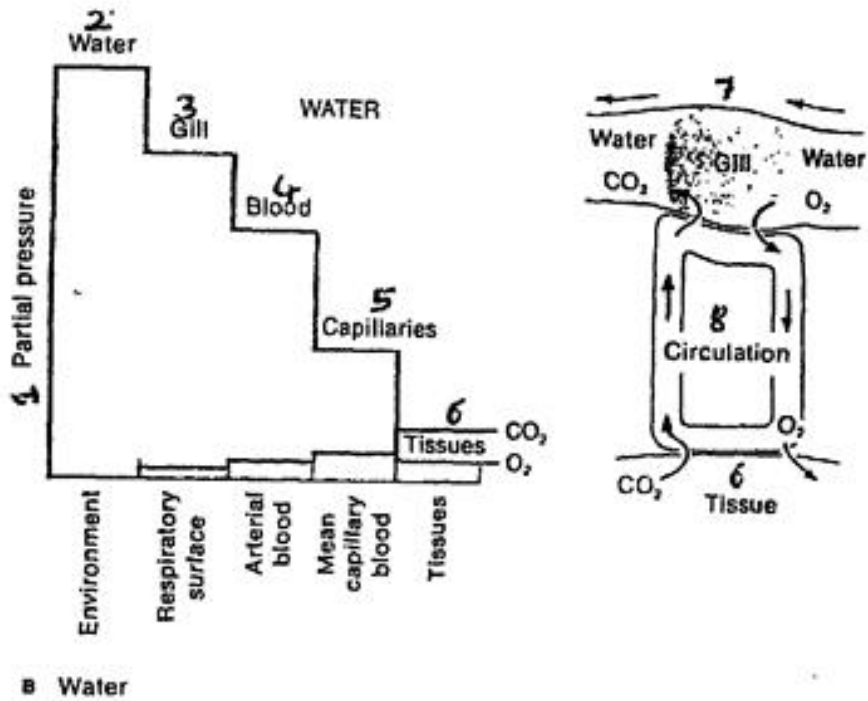 2
Water
3
Gill
WATER
4
Blood
5
Capillaries
6
CO₂
Tissues
O₂
1 Partial pressure
Environment
Respiratory
surface
Arterial
blood
Mean
capillary
blood
Tissues
7
Water
Gill
Water
CO₂
O₂
8
Circulation
O₂
CO₂
6
Tissue
B Water